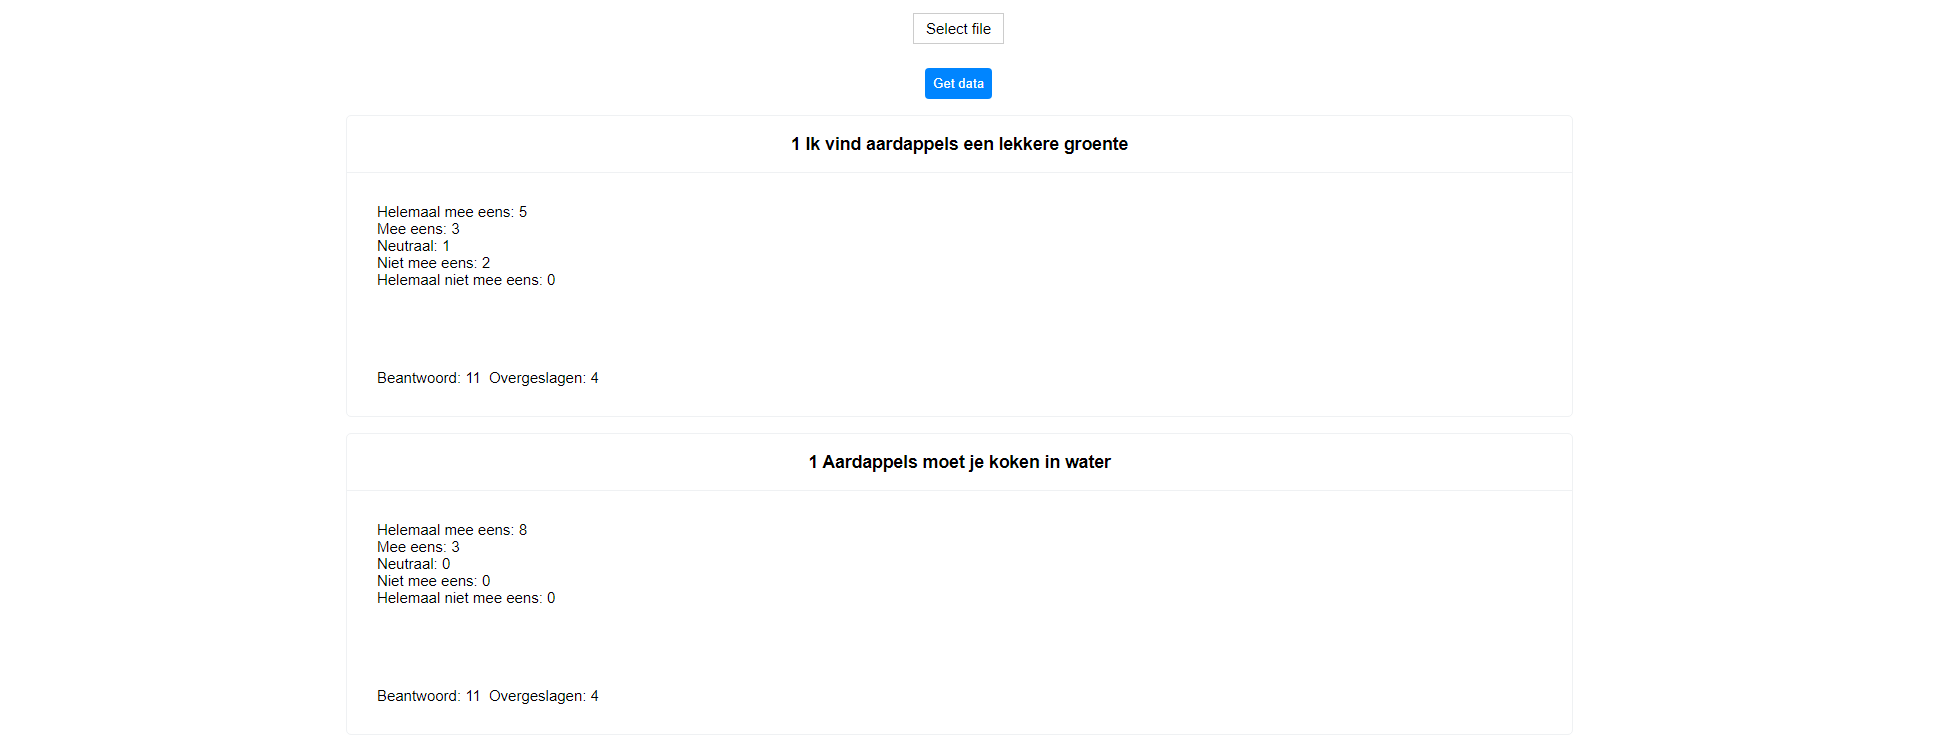 Select file
Get data
1 Ik vind aardappels een lekkere groente
Helemaal mee eens: 5
Mee eens: 3
Neutraal: 1
Niet mee eens: 2
Helemaal niet mee eens: 0
Beantwoord: 11 Overgeslagen: 4
1 Aardappels moet je koken in water
Helemaal mee eens: 8
Mee eens: 3
Neutraal: 0
Niet mee eens: 0
Helemaal niet mee eens: 0
Beantwoord: 11 Overgeslagen: 4